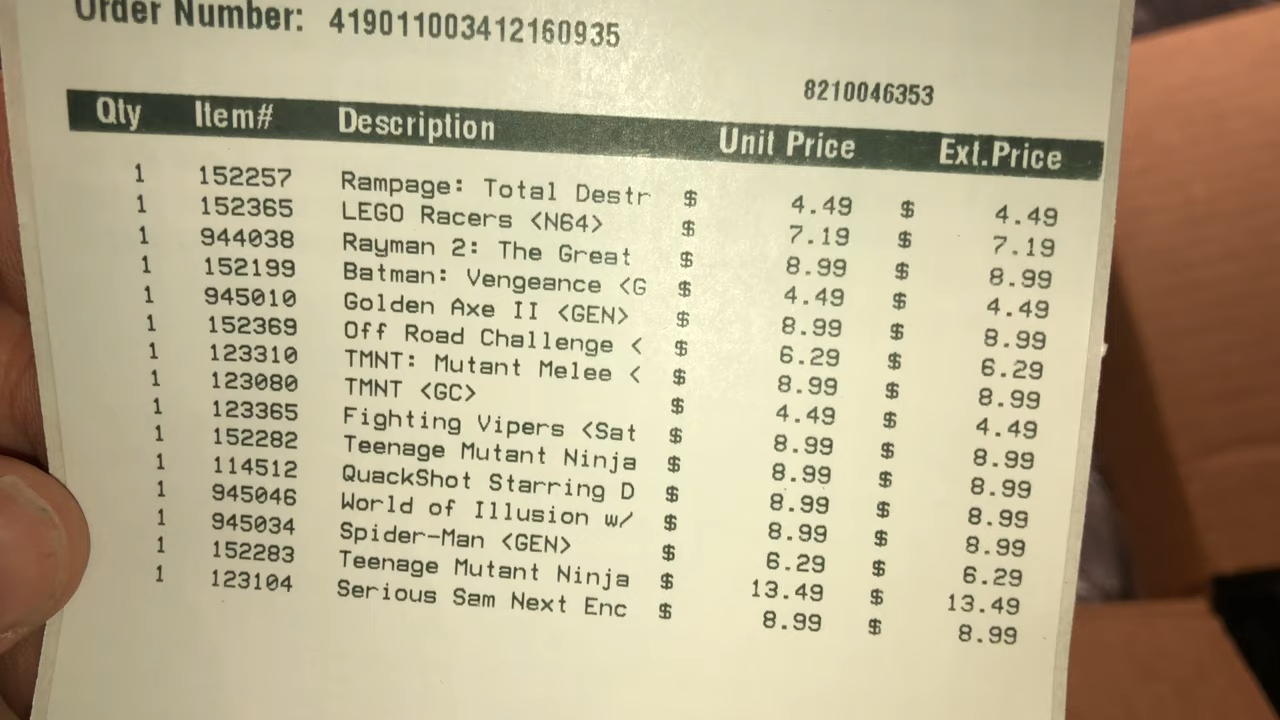 Order Number: 419011003412160935
8210046353
Qty Item# Description Unit Price Ext.Price
1 152257 Rampage: Total Destr $ 4.49 $ 4.49
1 152365 LEGO Racers <N64> $ 7.19 $ 7.19
1 944038 Rayman 2: The Great $ 8.99 $ 8.99
1 152199 Batman: Vengeance <G $ 4.49 $ 4.49
1 945010 Golden Axe II <GEN> $ 8.99 $ 8.99
1 152369 Off Road Challenge < $ 6.29 $ 6.29
1 123310 TMNT: Mutant Melee < $ 8.99 $ 8.99
1 123080 TMNT <GC> $ 4.49 $ 4.49
1 123365 Fighting Vipers <Sat $ 8.99 $ 8.99
1 152282 Teenage Mutant Ninja $ 8.99 $ 8.99
1 114512 QuackShot Starring D $ 8.99 $ 8.99
1 945046 World of Illusion w/ $ 8.99 $ 8.99
1 945034 Spider-Man <GEN> $ 6.29 $ 6.29
1 152283 Teenage Mutant Ninja $ 13.49 $ 13.49
1 123104 Serious Sam Next Enc $ 8.99 $ 8.99